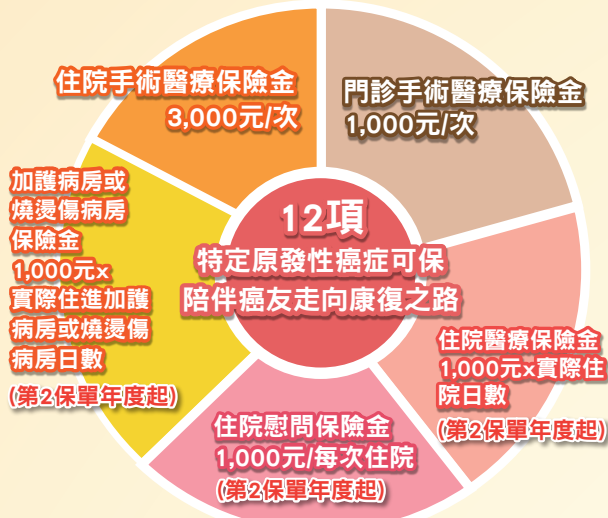 住院手術醫療保險金
3,000元/次
門診手術醫療保險金
1,000元/次
加護病房或
燒燙傷病房
保險金
1,000元x
實際住進加護
病房或燒燙傷
病房日數
(第2保單年度起)
12項
特定原發性癌症可保
陪伴癌友走向康復之路
住院醫療保險金
1,000元x實際住
院日數
(第2保單年度起)
住院慰問保險金
1,000元/每次住院
(第2保單年度起)